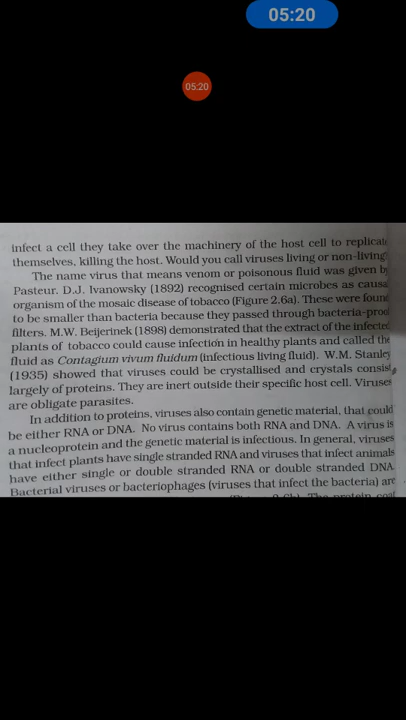 05:20
05:20
infect a cell they take over the machinery of the host cell to replicat
themselves, killing the host. Would you call viruses living or non-living
The name virus that means venom or poisonous fluid was given by
Pasteur. D.J. Ivanowsky (1892) recognised certain microbes as causa
organism of the mosaic disease of tobacco (Figure 2.6a). These were foun
to be smaller than bacteria because they passed through bacteria-proo
filters. M.W. Beijerinek (1898) demonstrated that the extract of the infected
plants of tobacco could cause infection in healthy plants and called the
fluid as Contagium vivum fluidum (infectious living fluid). W.M. Stanley
(1935) showed that viruses could be crystallised and crystals consist
largely of proteins. They are inert outside their specific host cell. Viruses
are obligate parasites.
In addition to proteins, viruses also contain genetic material, that could
be either RNA or DNA. No virus contains both RNA and DNA. A virus is
a nucleoprotein and the genetic material is infectious. In general, viruses
that infect plants have single stranded RNA and viruses that infect animals
have either single or double stranded RNA or double stranded DNA
Bacterial viruses or bacteriophages (viruses that infect the bacteria) are
The protein coat